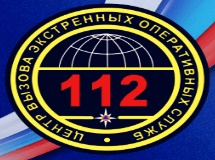 ЦЕНТР ВЫЗОВА ЭКСТРЕННЫХ ОПЕРАТИВНЫХ СЛУЖБ
112